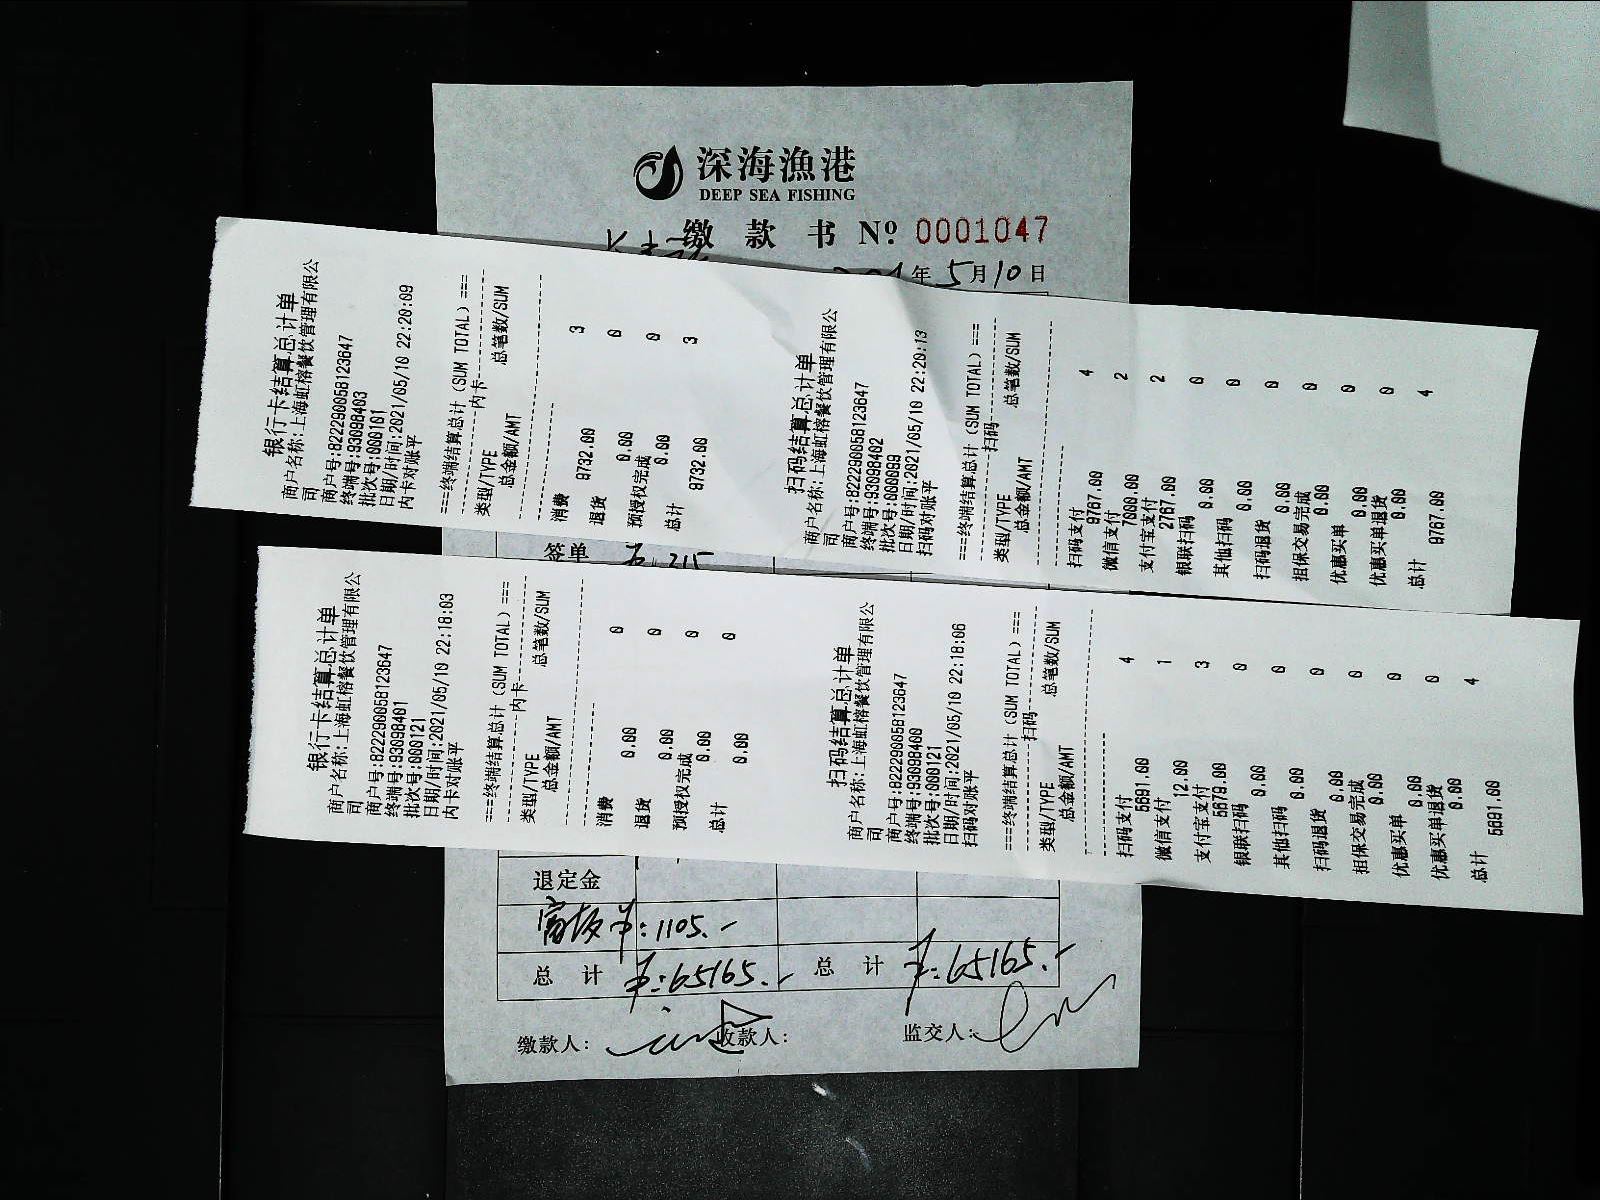 深海漁港
DEEP SEA FISHING
缴款书 № 0001047
年5月10日
银行卡结算总计单
商户名称:上海虹榕餐饮管理有限公
司
商户号:82229005B123647
终端号:93098403
批次号:000101
日期/时间:2021/05/10 22:20:09
内卡对账平
===终端结算总计(SUM TOTAL)===
内卡
类型/TYPE 总笔数/SUM
总金额/AMT
消费 3
9732.00
退货 0
0.00
预授权完成 0
0.00
总计 3
9732.00
扫码结算总计单
商户名称:上海虹榕餐饮管理有限公
司
商户号:82229005B123647
终端号:93098402
批次号:000099
日期/时间:2021/05/10 22:20:13
扫码对账平
===终端结算总计(SUM TOTAL)===
扫码
类型/TYPE 总笔数/SUM
总金额/AMT
扫码支付 4
9767.00
微信支付 2
7000.00
支付宝支付 2
2767.00
银联扫码 0
0.00
其他扫码 0
0.00
扫码退货 0
0.00
担保交易完成 0
0.00
优惠买单 0
0.00
优惠买单退货 0
0.00
总计 4
9767.00
签单 215
银行卡结算总计单
商户名称:上海虹榕餐饮管理有限公
司
商户号:82229005B123647
终端号:93098401
批次号:000121
日期/时间:2021/05/10 22:18:03
内卡对账平
===终端结算总计(SUM TOTAL)===
内卡
类型/TYPE 总笔数/SUM
总金额/AMT
消费 0
0.00
退货 0
0.00
预授权完成 0
0.00
总计 0
0.00
扫码结算总计单
商户名称:上海虹榕餐饮管理有限公
司
商户号:82229005B123647
终端号:93098400
批次号:000121
日期/时间:2021/05/10 22:18:06
扫码对账平
===终端结算总计(SUM TOTAL)===
扫码
类型/TYPE 总笔数/SUM
总金额/AMT
扫码支付 4
5691.00
微信支付 1
12.00
支付宝支付 3
5679.00
银联扫码 0
0.00
其他扫码 0
0.00
扫码退货 0
0.00
担保交易完成 0
0.00
优惠买单 0
0.00
优惠买单退货 0
0.00
总计 4
5691.00
退定金
:1105.-
总计 ¥:65165.- 总计 ¥:65165.-
缴款人: 收款人: 监交人: